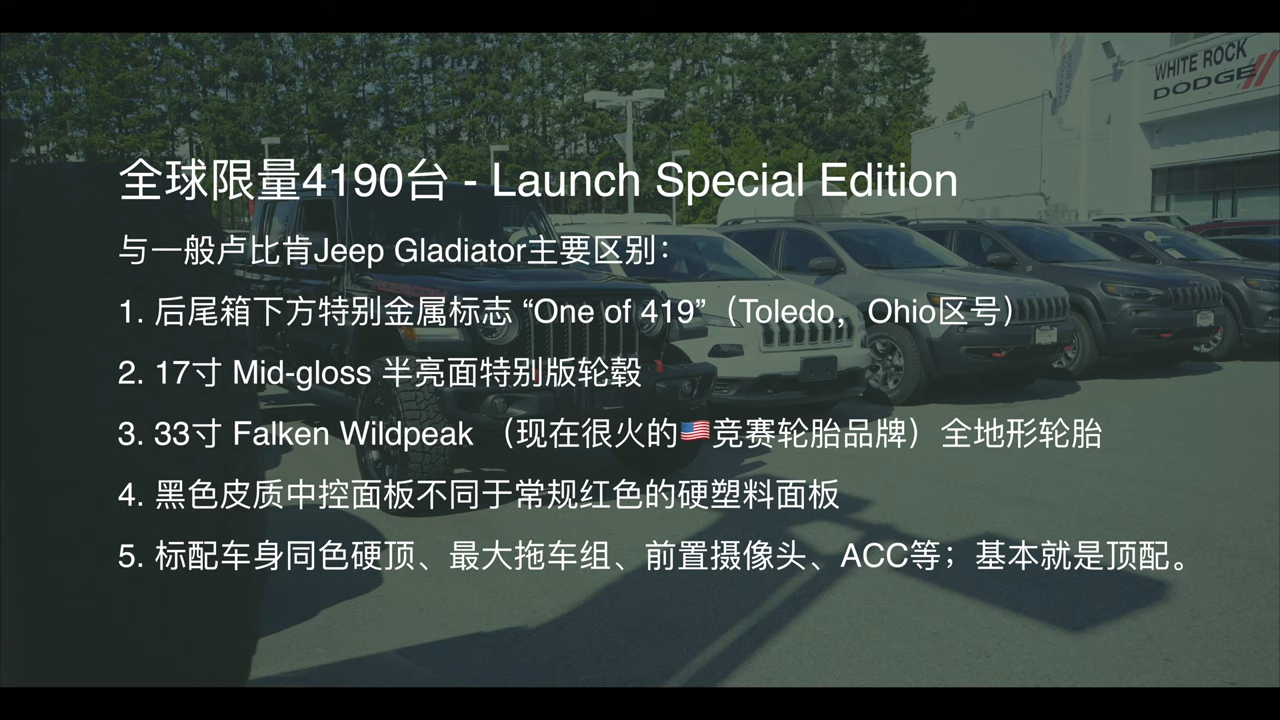 WHITE ROCK
DODGE
全球限量4190台 - Launch Special Edition
与一般卢比肯Jeep Gladiator主要区别：
1. 后尾箱下方特别金属标志 “One of 419”（Toledo，Ohio区号）
2. 17寸 Mid-gloss 半亮面特别版轮毂
3. 33寸 Falken Wildpeak （现在很火的🇺🇸竞赛轮胎品牌）全地形轮胎
4. 黑色皮质中控面板不同于常规红色的硬塑料面板
5. 标配车身同色硬顶、最大拖车组、前置摄像头、ACC等；基本就是顶配。